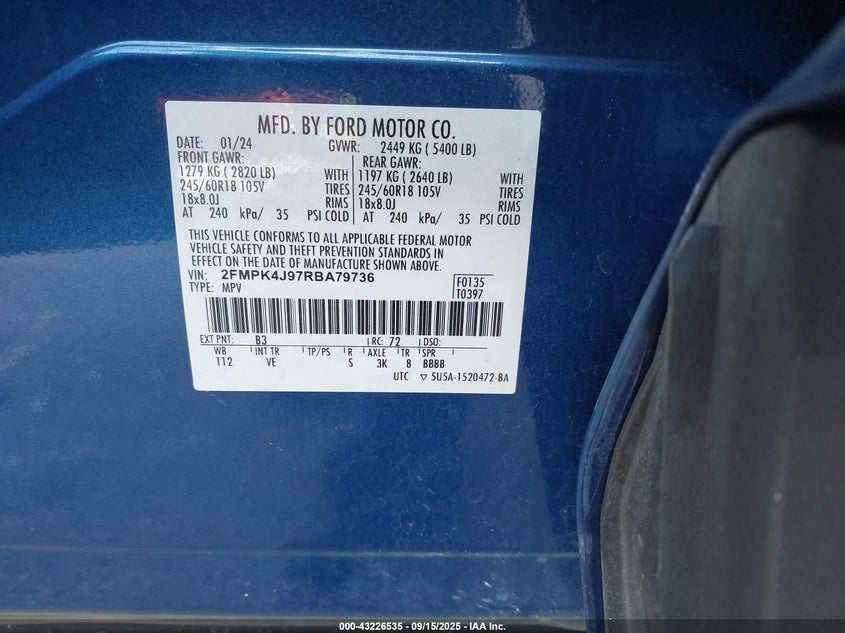 MFD. BY FORD MOTOR CO.
DATE: 01/24 GVWR: 2449 KG ( 5400 LB)
FRONT GAWR: REAR GAWR:
1279 KG ( 2820 LB) WITH 1197 KG ( 2640 LB) WITH
245/60R18 105V TIRES 245/60R18 105V TIRES
18x8.0J RIMS 18x8.0J RIMS
AT 240 kPa/ 35 PSI COLD AT 240 kPa/ 35 PSI COLD
THIS VEHICLE CONFORMS TO ALL APPLICABLE FEDERAL MOTOR
VEHICLE SAFETY AND THEFT PREVENTION STANDARDS IN
EFFECT ON THE DATE OF MANUFACTURE SHOWN ABOVE.
VIN: 2FMPK4J97RBA79736 F0135
TYPE: MPV T0397
EXT PNT: B3 RC: 72 DSO:
WB INT TR TP/PS R AXLE TR SPR
112 VE S 3K 8 BBBB
UTC ▽ 5U5A-1520472-BA
000-43226535 - 09/15/2025 - IAA Inc.